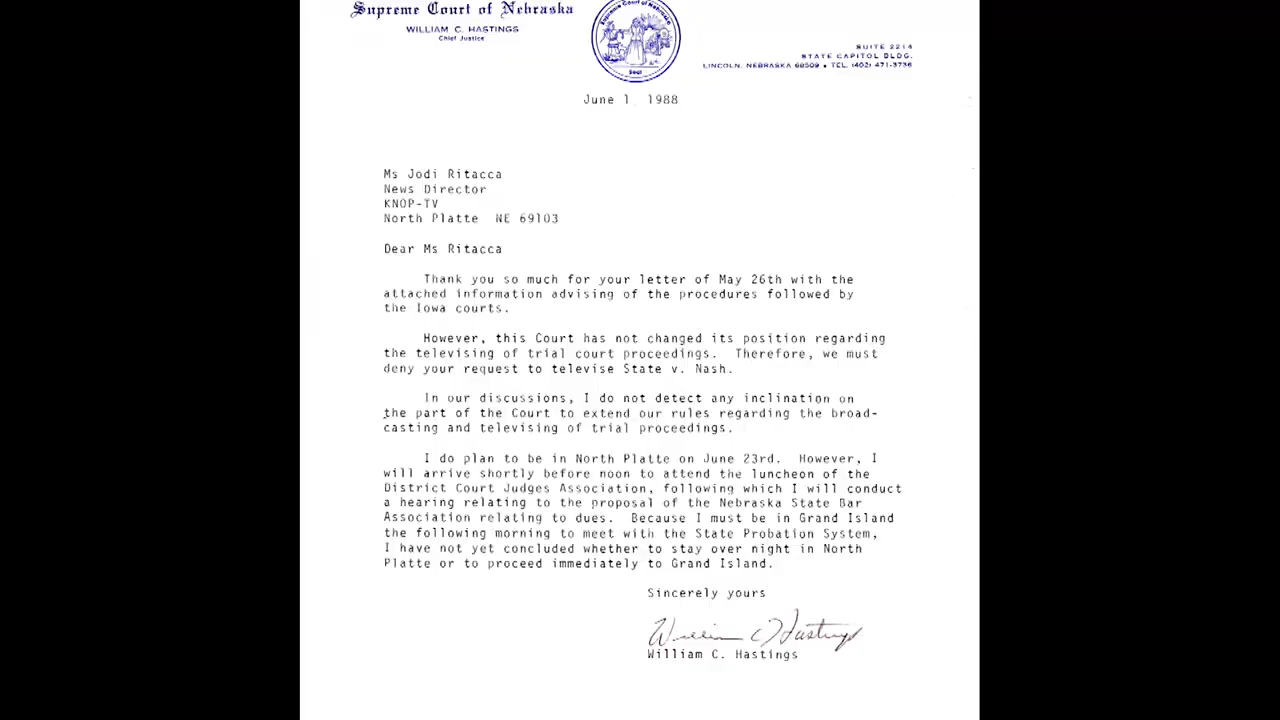 Supreme Court of Nebraska
WILLIAM C. HASTINGS
Chief Justice
Supreme Court of Nebraska
Seal
SUITE 2214
STATE CAPITOL BLDG.
LINCOLN, NEBRASKA 68509 • TEL. (402) 471-3738
June 1, 1988
Ms Jodi Ritacca
News Director
KNOP-TV
North Platte NE 69103
Dear Ms Ritacca
Thank you so much for your letter of May 26th with the
attached information advising of the procedures followed by
the Iowa courts.
However, this Court has not changed its position regarding
the televising of trial court proceedings. Therefore, we must
deny your request to televise State v. Nash.
In our discussions, I do not detect any inclination on
the part of the Court to extend our rules regarding the broad-
casting and televising of trial proceedings.
I do plan to be in North Platte on June 23rd. However, I
will arrive shortly before noon to attend the luncheon of the
District Court Judges Association, following which I will conduct
a hearing relating to the proposal of the Nebraska State Bar
Association relating to dues. Because I must be in Grand Island
the following morning to meet with the State Probation System,
I have not yet concluded whether to stay over night in North
Platte or to proceed immediately to Grand Island.
Sincerely yours
William C Hastings
William C. Hastings